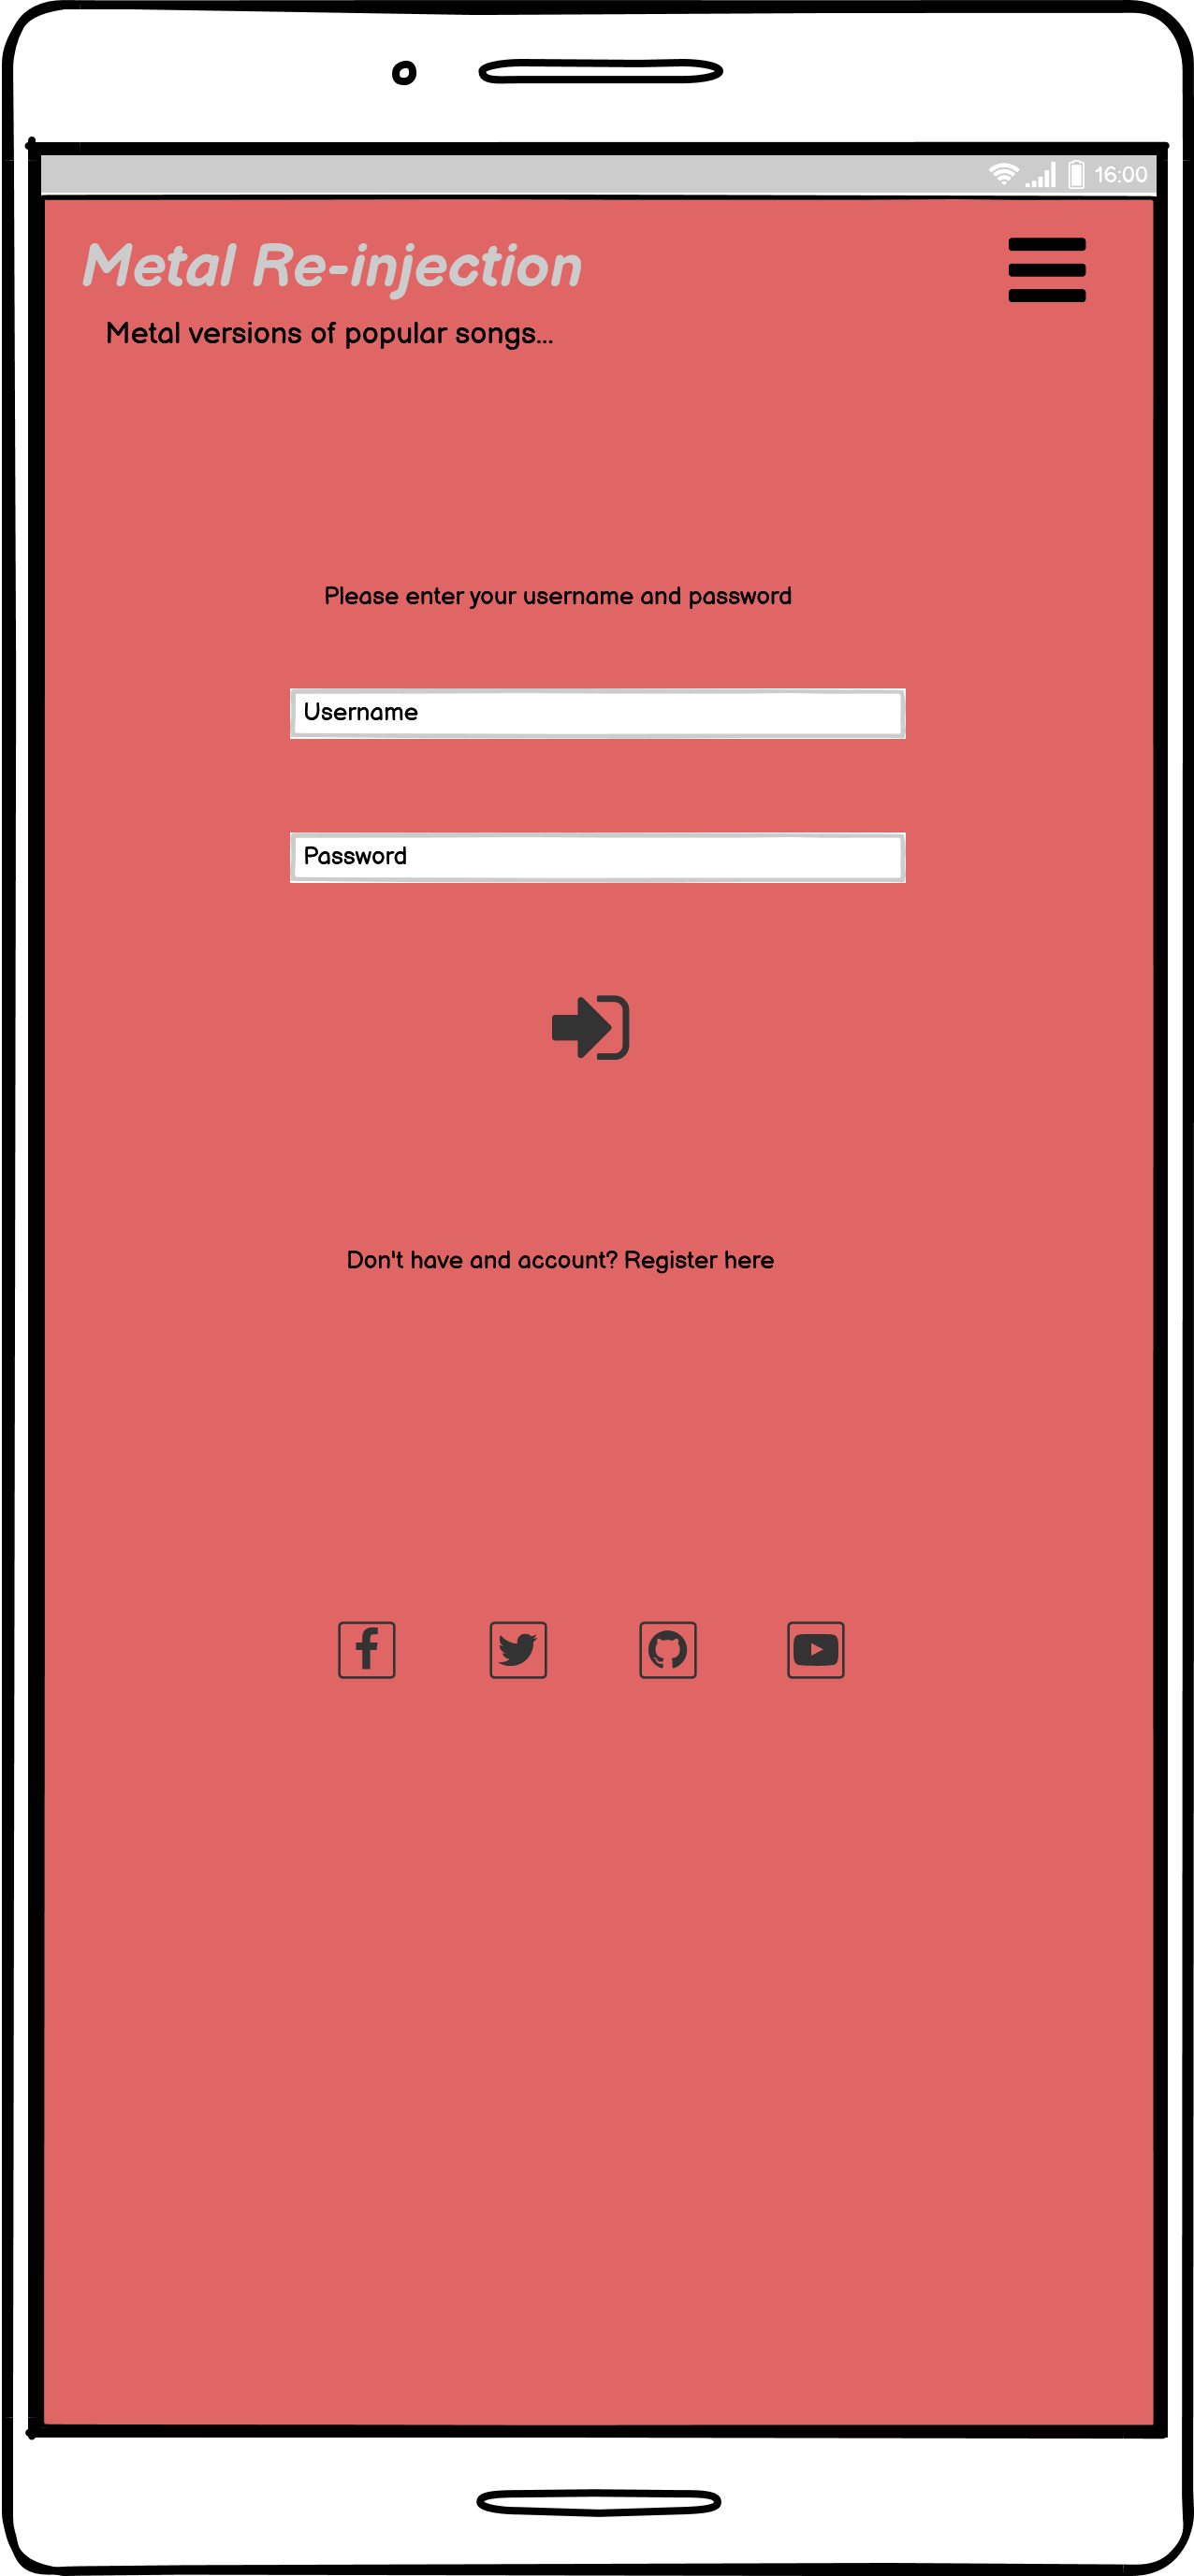 16:00
Metal Re-injection
Metal versions of popular songs...
Please enter your username and password
Username
Password
Don't have and account? Register here